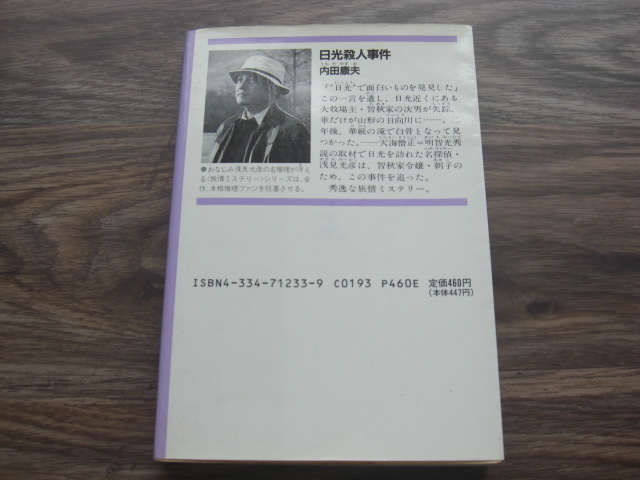 日光殺人事件
うちだやすお
内田康夫
「“日光”で面白いものを発見した」
この一言を遺し、日光近くにある
大牧場主・智秋家の次男が失踪、
車だけが山形の日向川に……。二
年後、華厳の滝で白骨となって見
つかった。――天海僧正＝明智光秀
説の取材で日光を訪れた名探偵・
浅見光彦は、智秋家令嬢・朝子の
ため、この事件を追った。
秀逸な旅情ミステリー。
●おなじみ浅見光彦の名推理が冴え
る〈旅情ミステリー〉シリーズは、全
作、本格推理ファンを狂喜させる。
ISBN4-334-71233-9 C0193 P460E 定価460円
(本体447円)